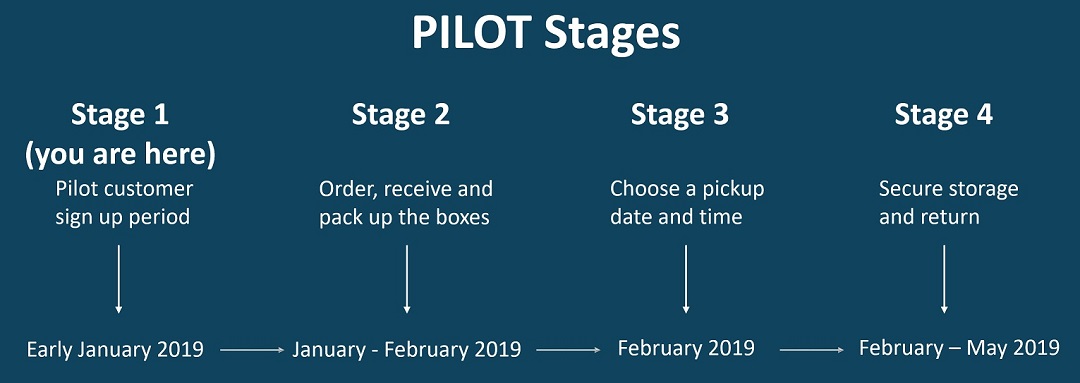 PILOT Stages
Stage 1
(you are here)
Pilot customer
sign up period
Early January 2019
Stage 2
Order, receive and
pack up the boxes
January - February 2019
Stage 3
Choose a pickup
date and time
February 2019
Stage 4
Secure storage
and return
February – May 2019